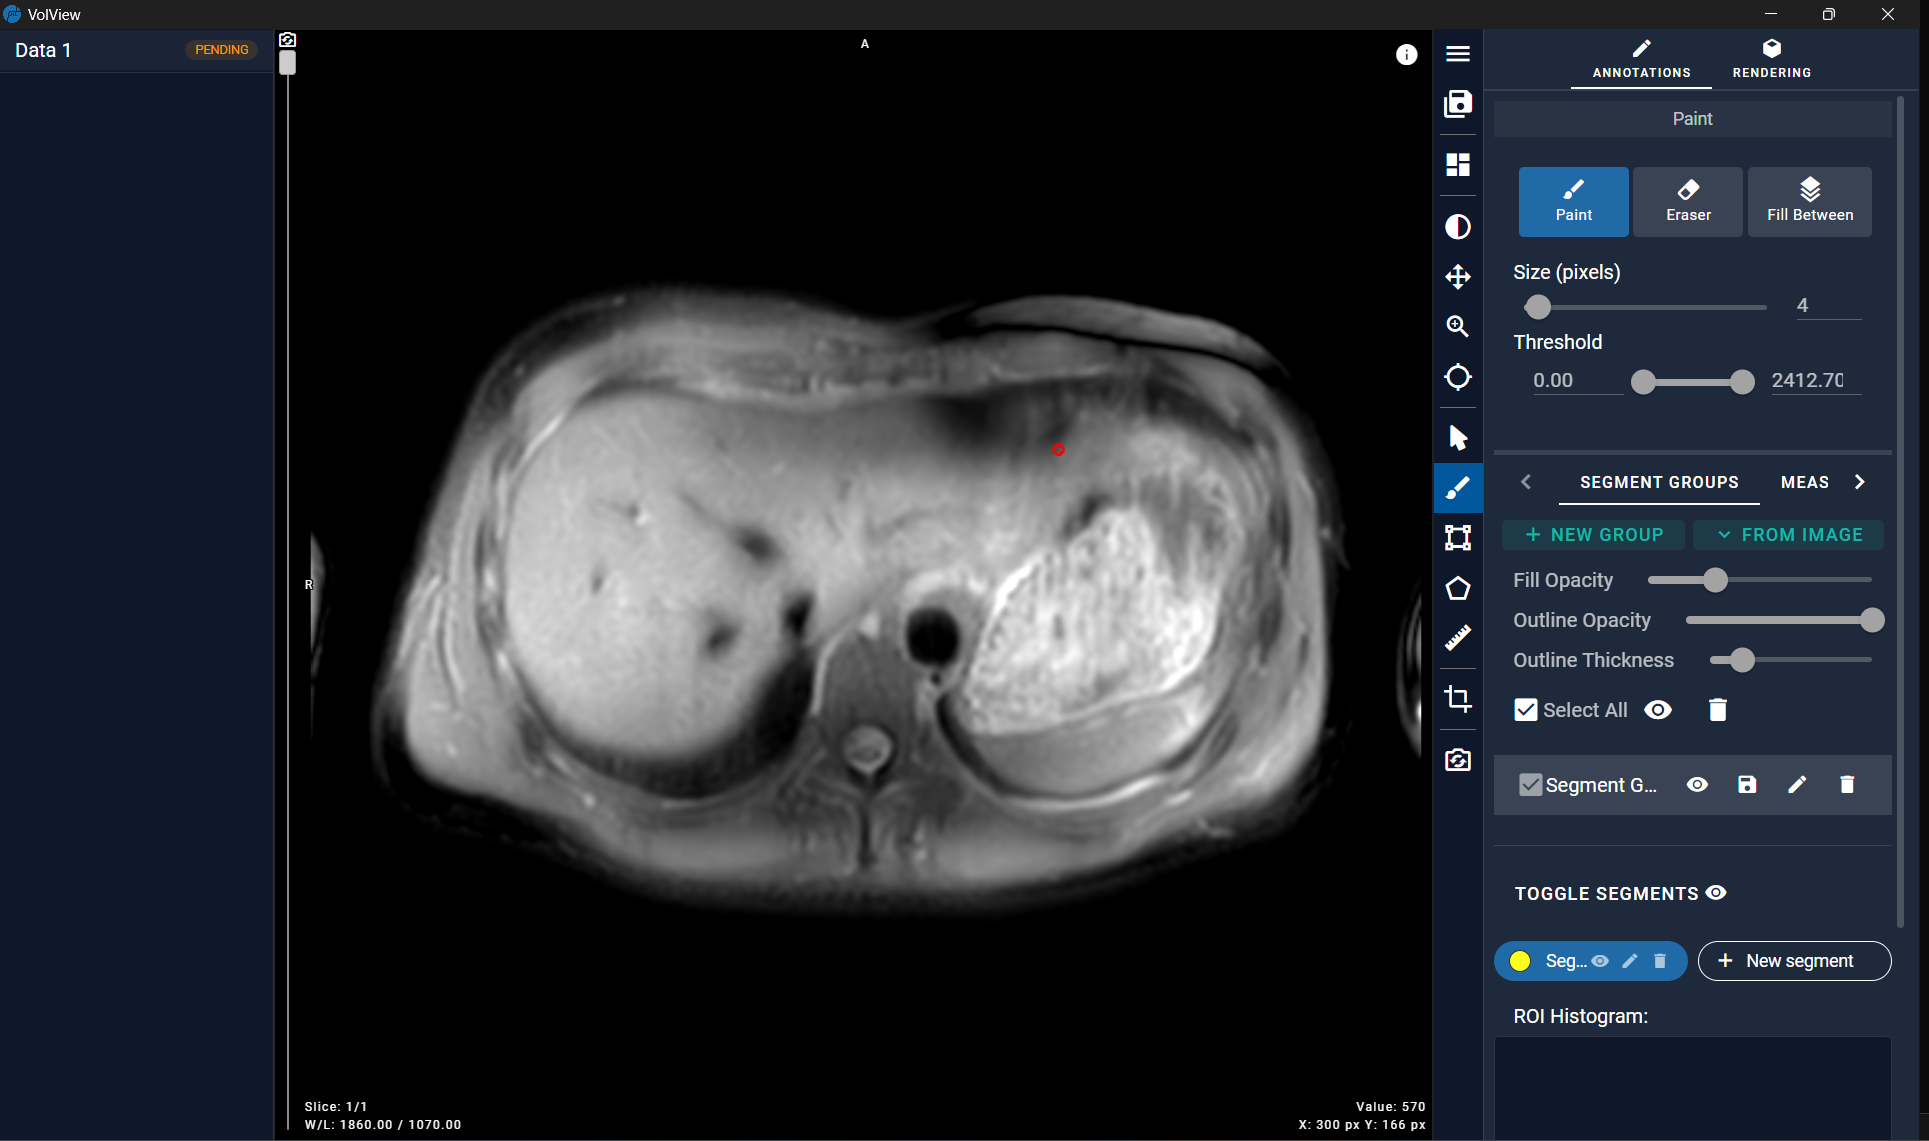 VolView
Data 1
PENDING
A
R
Slice: 1/1
W/L: 1860.00 / 1070.00
Value: 570
X: 300 px Y: 166 px
ANNOTATIONS
RENDERING
Paint
Paint
Eraser
Fill Between
Size (pixels)
4
Threshold
0.00
2412.70
SEGMENT GROUPS
MEAS
NEW GROUP
FROM IMAGE
Fill Opacity
Outline Opacity
Outline Thickness
Select All
Segment G...
TOGGLE SEGMENTS
Seg...
New segment
ROI Histogram: